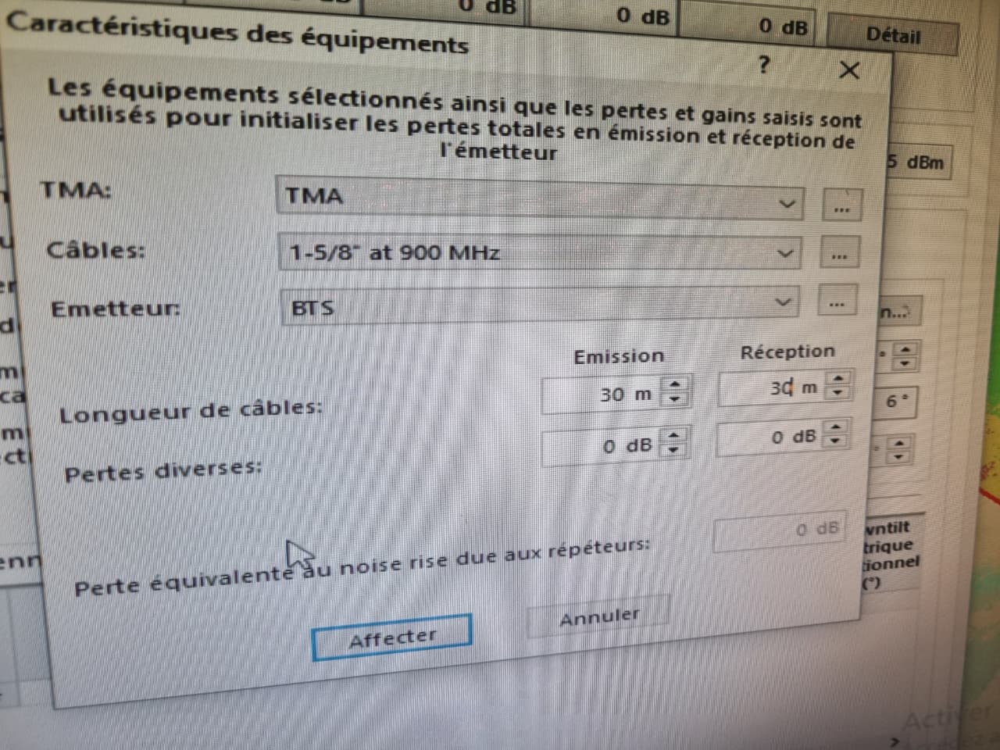 0 dB
0 dB
0 dB
Détail
Caractéristiques des équipements
?
Les équipements sélectionnés ainsi que les pertes et gains saisis sont
utilisés pour initialiser les pertes totales en émission et réception de
l'émetteur
5 dBm
TMA:
TMA
...
Câbles:
1-5/8" at 900 MHz
...
Emetteur:
BTS
...
n...
Emission
Réception
Longueur de câbles:
30 m
30 m
6 °
Pertes diverses:
0 dB
0 dB
Perte équivalente au noise rise due aux répéteurs:
0 dB
vntilt
trique
tionnel
(°)
Affecter
Annuler
Activer